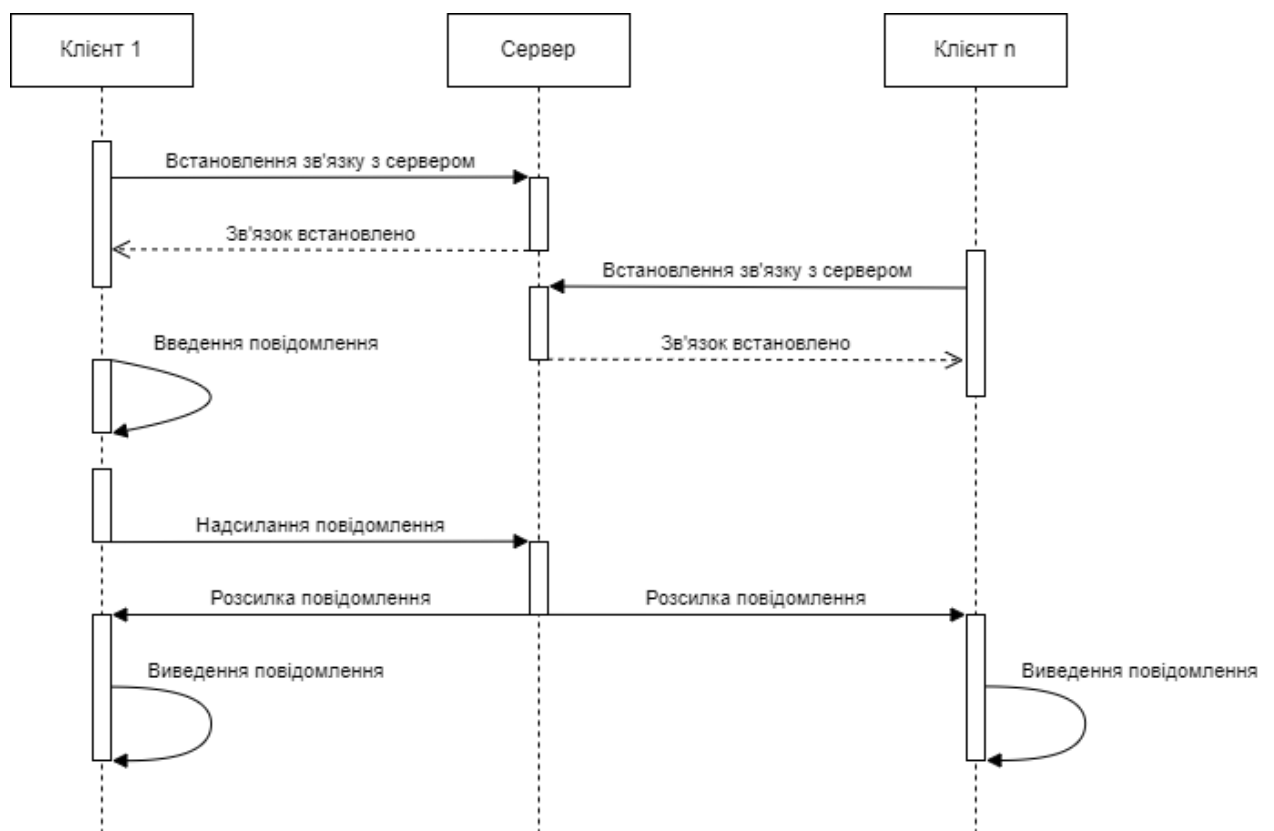 Клієнт 1
Сервер
Клієнт n
Встановлення зв'язку з сервером
Зв'язок встановлено
Встановлення зв'язку з сервером
Введення повідомлення
Зв'язок встановлено
Надсилання повідомлення
Розсилка повідомлення
Розсилка повідомлення
Виведення повідомлення
Виведення повідомлення